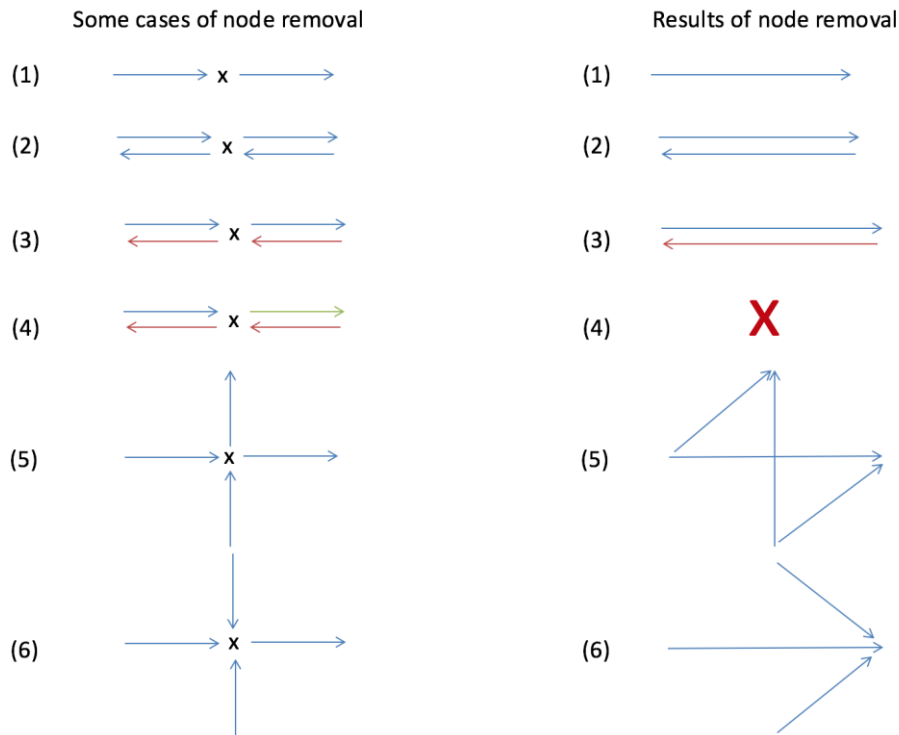 Some cases of node removal Results of node removal
(1) x (1)
(2) x (2)
(3) x (3)
(4) x (4) X
(5) x (5)
(6) x (6)